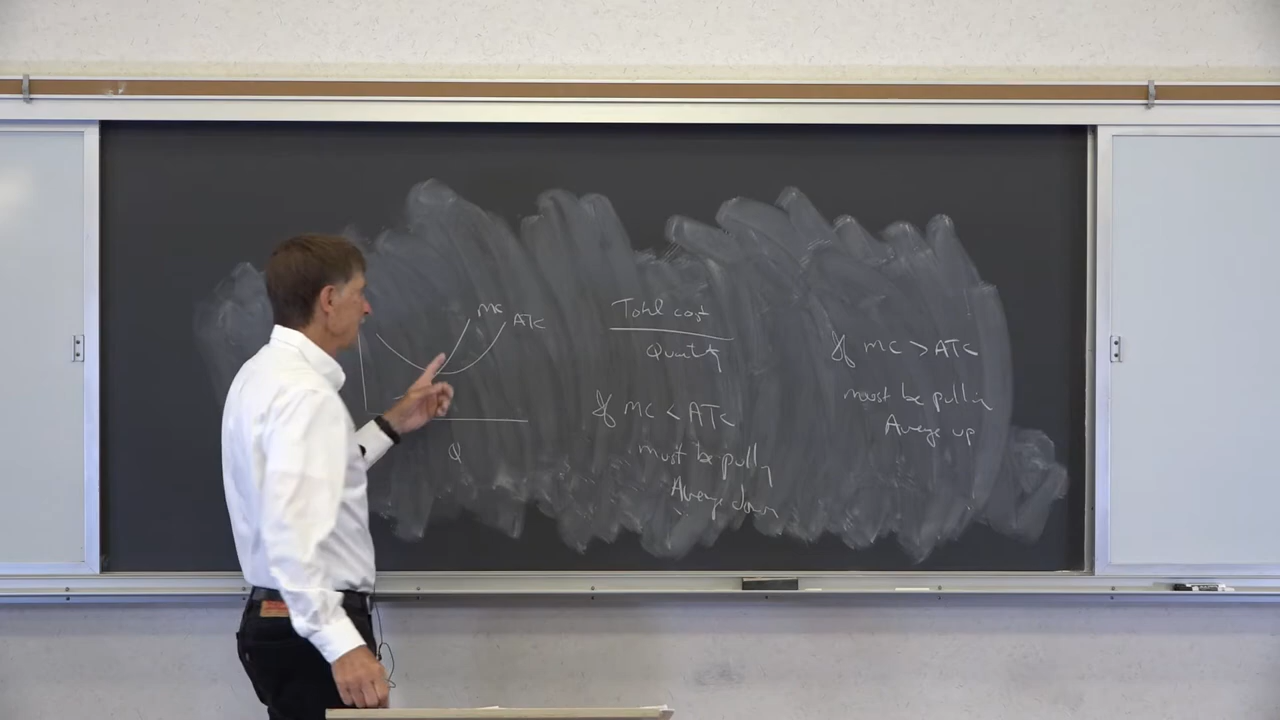 MC
ATC
Q
Total cost
Quantity
If MC < ATC
must be pulling
Average down
If MC > ATC
must be pulling
Average up